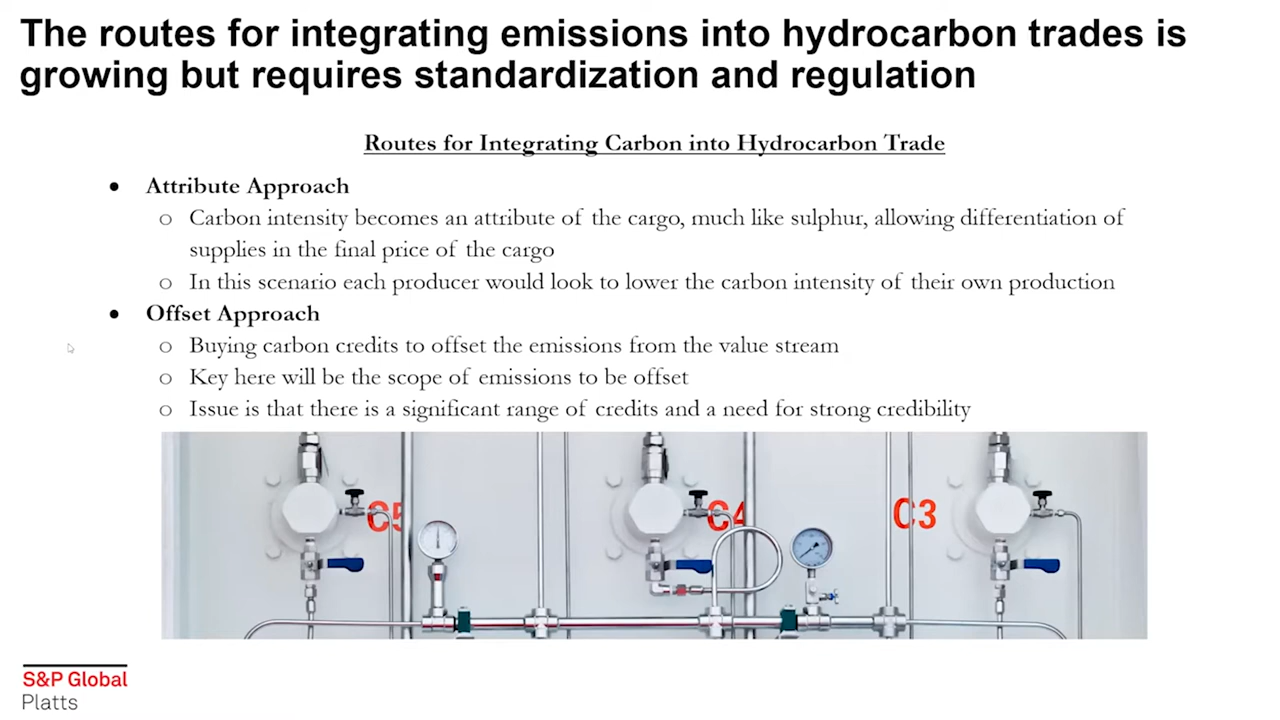 The routes for integrating emissions into hydrocarbon trades is
growing but requires standardization and regulation
Routes for Integrating Carbon into Hydrocarbon Trade
• Attribute Approach
o Carbon intensity becomes an attribute of the cargo, much like sulphur, allowing differentiation of
supplies in the final price of the cargo
o In this scenario each producer would look to lower the carbon intensity of their own production
• Offset Approach
o Buying carbon credits to offset the emissions from the value stream
o Key here will be the scope of emissions to be offset
o Issue is that there is a significant range of credits and a need for strong credibility
C5 C4 C3
S&P Global
Platts